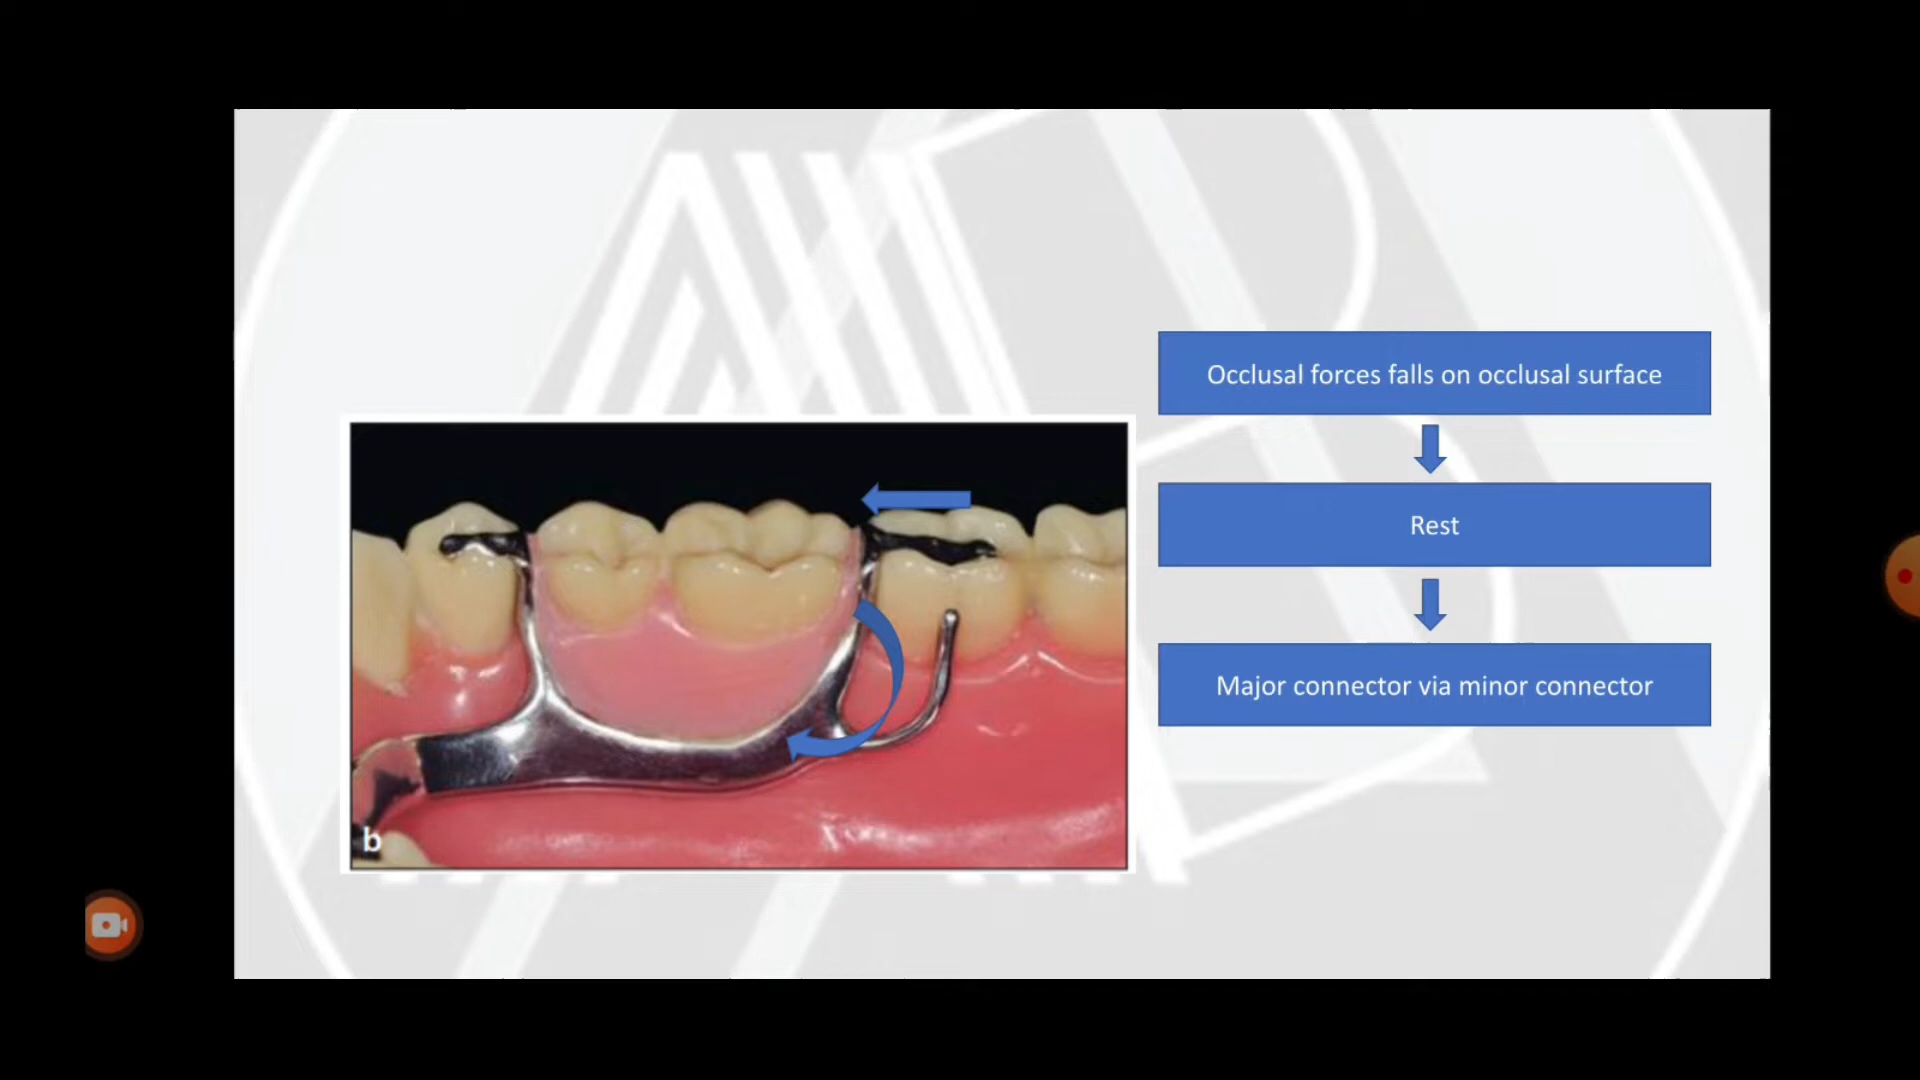 Occlusal forces falls on occlusal surface
Rest
Major connector via minor connector
b